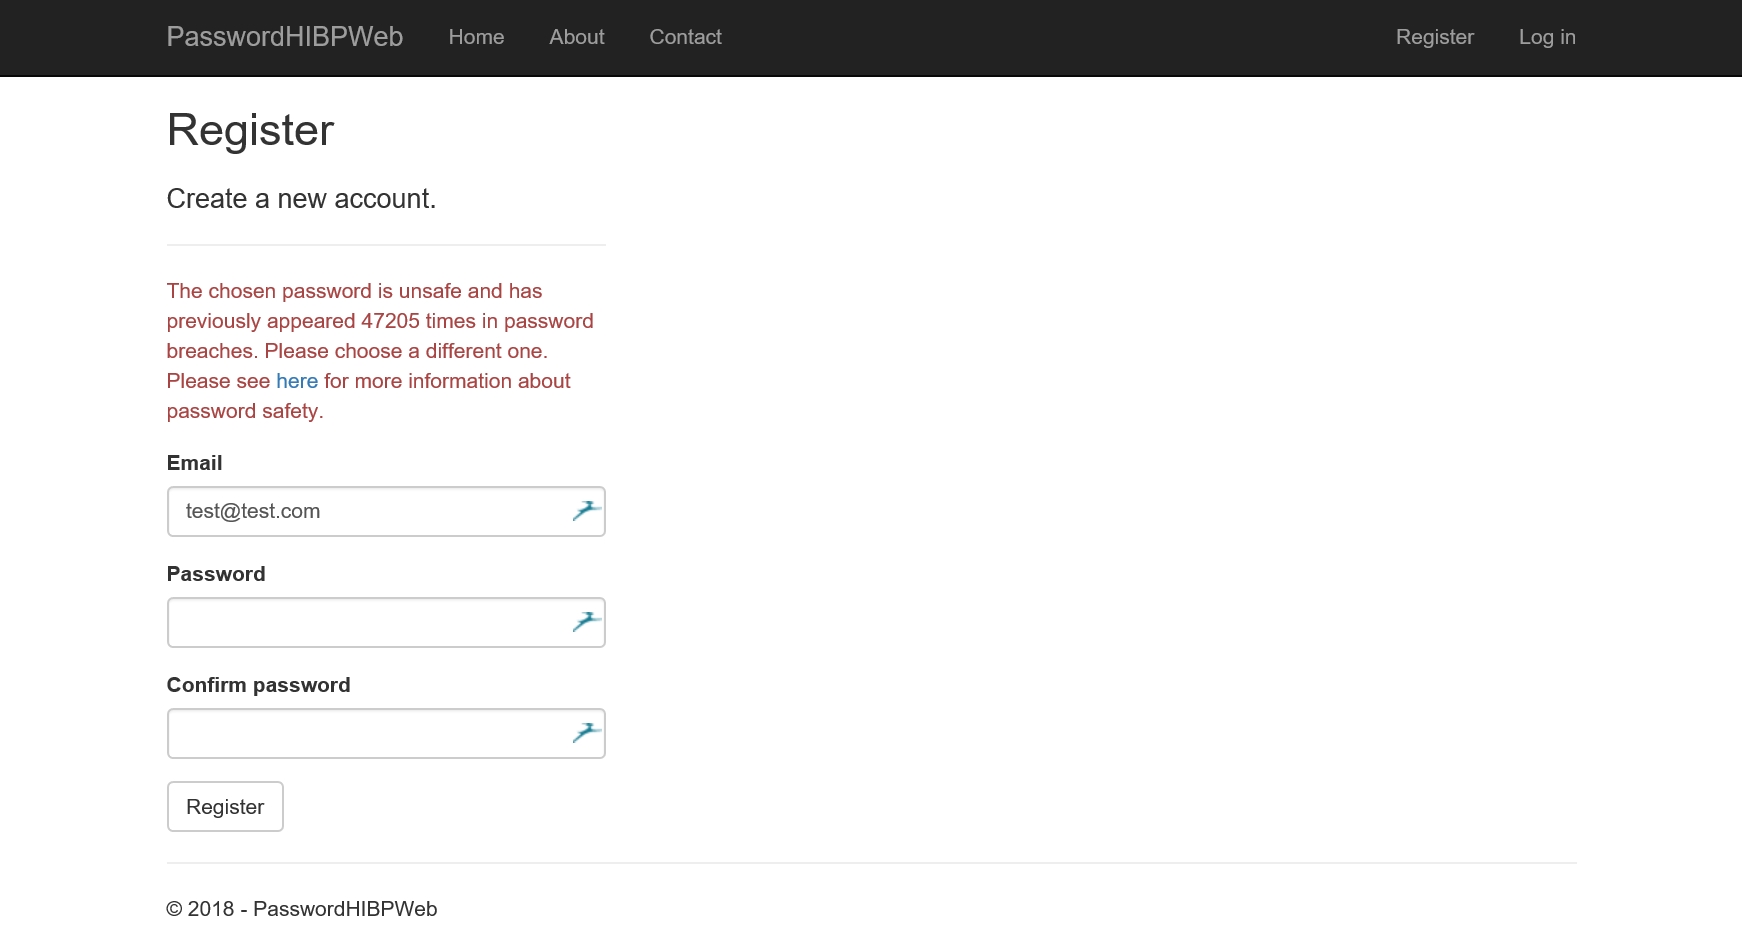 PasswordHIBPWeb Home About Contact Register Log in
Register
Create a new account.
The chosen password is unsafe and has
previously appeared 47205 times in password
breaches. Please choose a different one.
Please see here for more information about
password safety.
Email
test@test.com
Password
Confirm password
Register
© 2018 - PasswordHIBPWeb